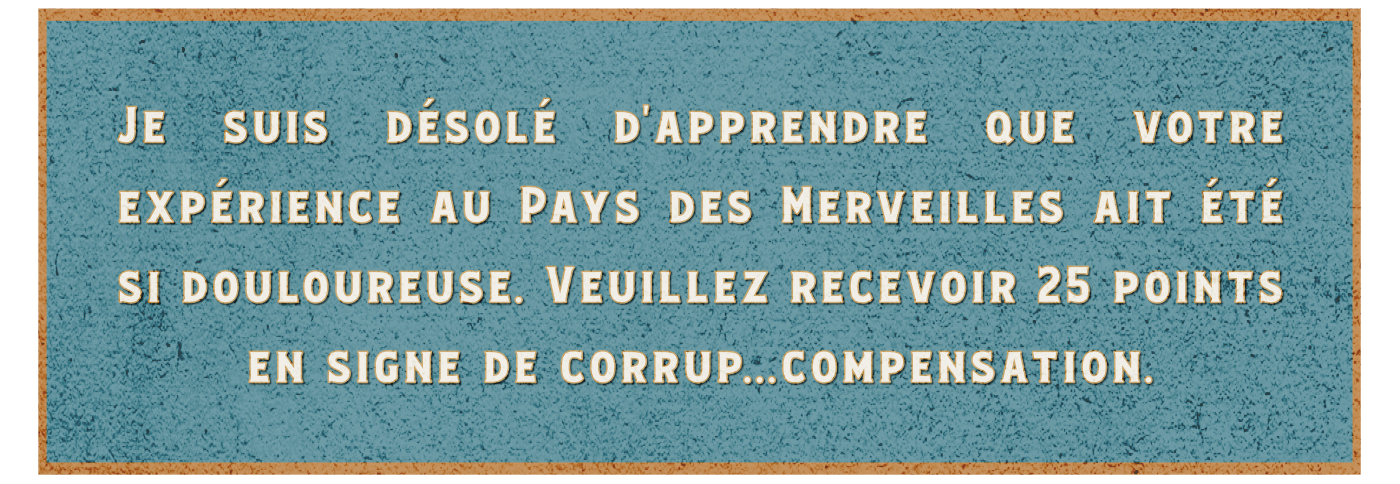 Je suis désolé d'apprendre que votre
expérience au Pays des Merveilles ait été
si douloureuse. Veuillez recevoir 25 points
en signe de corrup...compensation.